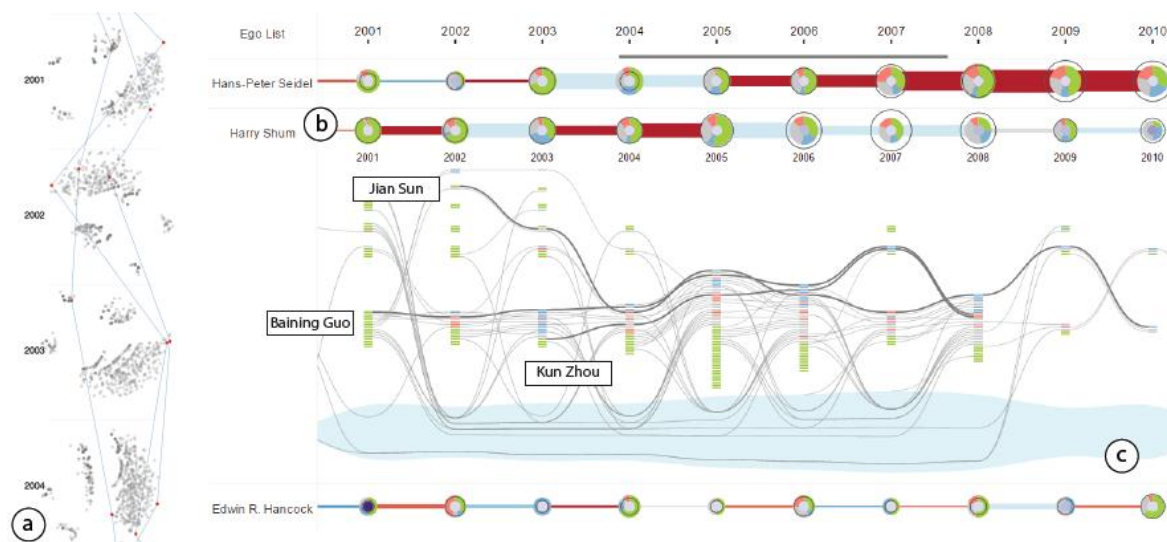 Ego List 2001 2002 2003 2004 2005 2006 2007 2008 2009 2010
2001
Hans-Peter Seidel
b
Harry Shum
2001 2002 2003 2004 2005 2006 2007 2008 2009 2010
Jian Sun
2002
Baining Guo
2003
Kun Zhou
c
2004
Edwin R. Hancock
a